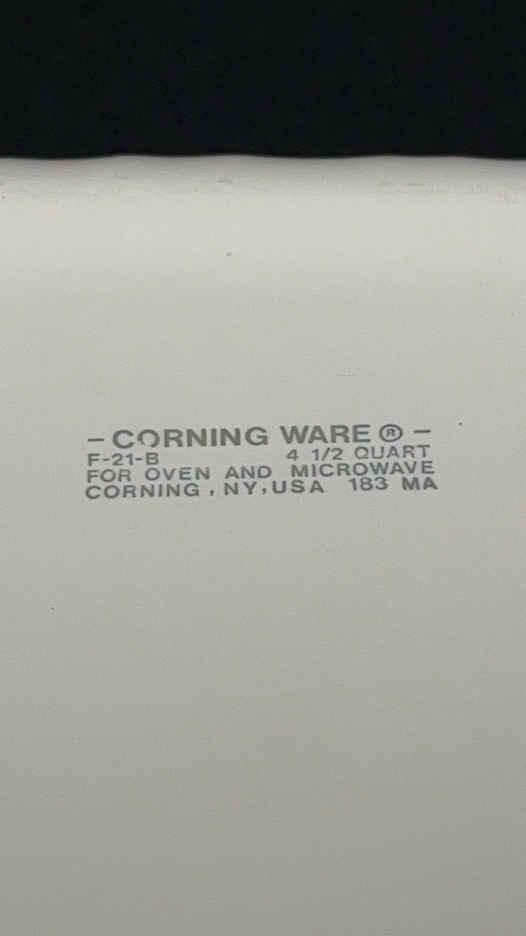 - CORNING WARE ® -
F-21-B 4 1/2 QUART
FOR OVEN AND MICROWAVE
CORNING , NY, USA 183 MA